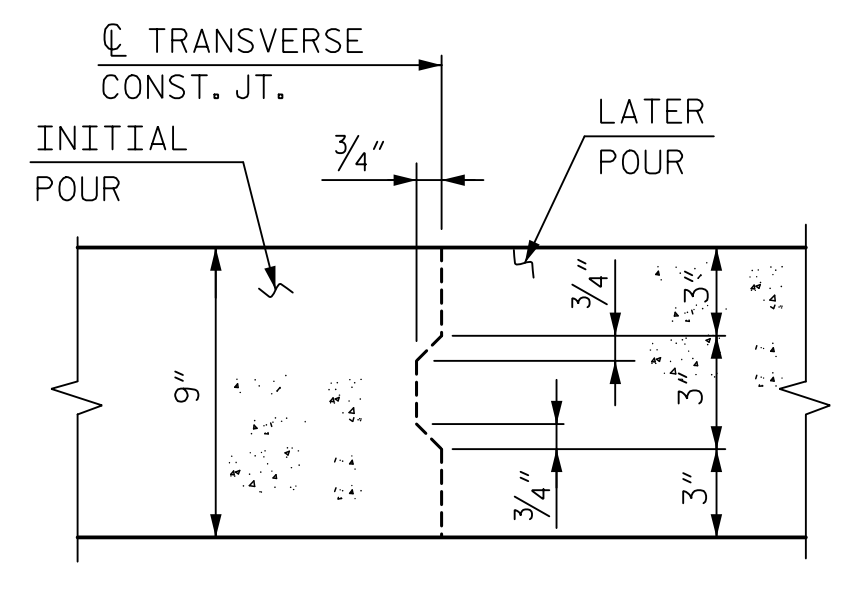 ℄ TRANSVERSE
CONST. JT.
INITIAL
POUR
3/4"
LATER
POUR
3/4"
3"
9"
3"
3/4"
3"